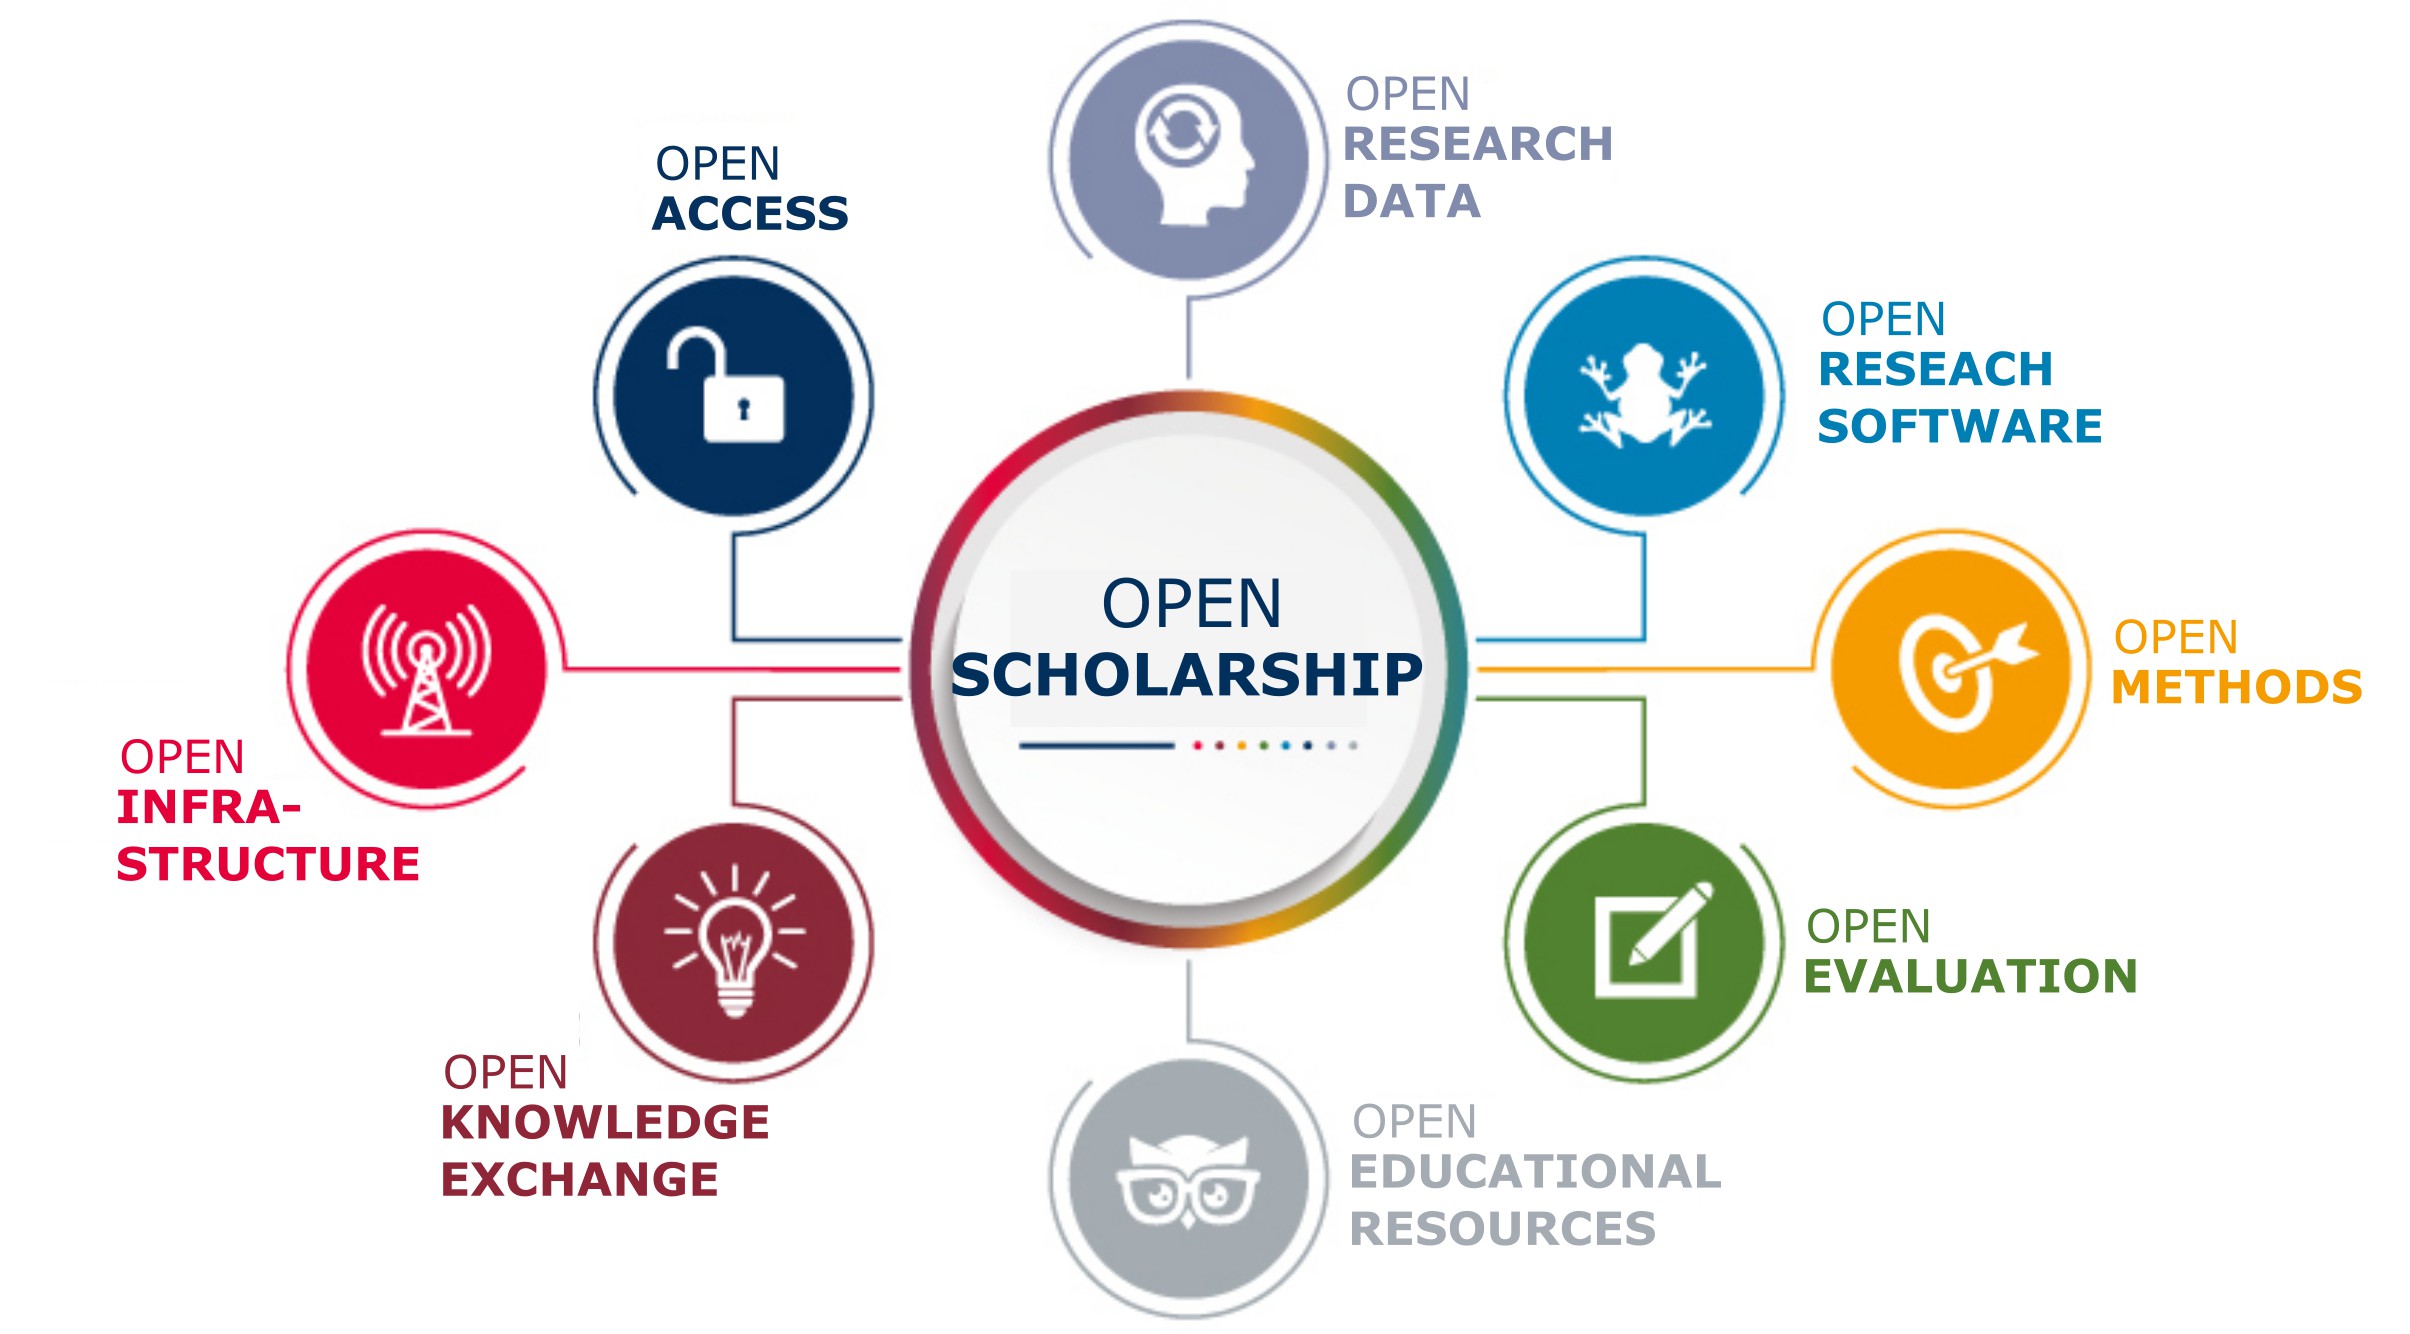 OPEN
RESEARCH
DATA
OPEN
ACCESS
OPEN
RESEACH
SOFTWARE
OPEN
SCHOLARSHIP
OPEN
METHODS
OPEN
INFRA-
STRUCTURE
OPEN
EVALUATION
OPEN
KNOWLEDGE
EXCHANGE
OPEN
EDUCATIONAL
RESOURCES